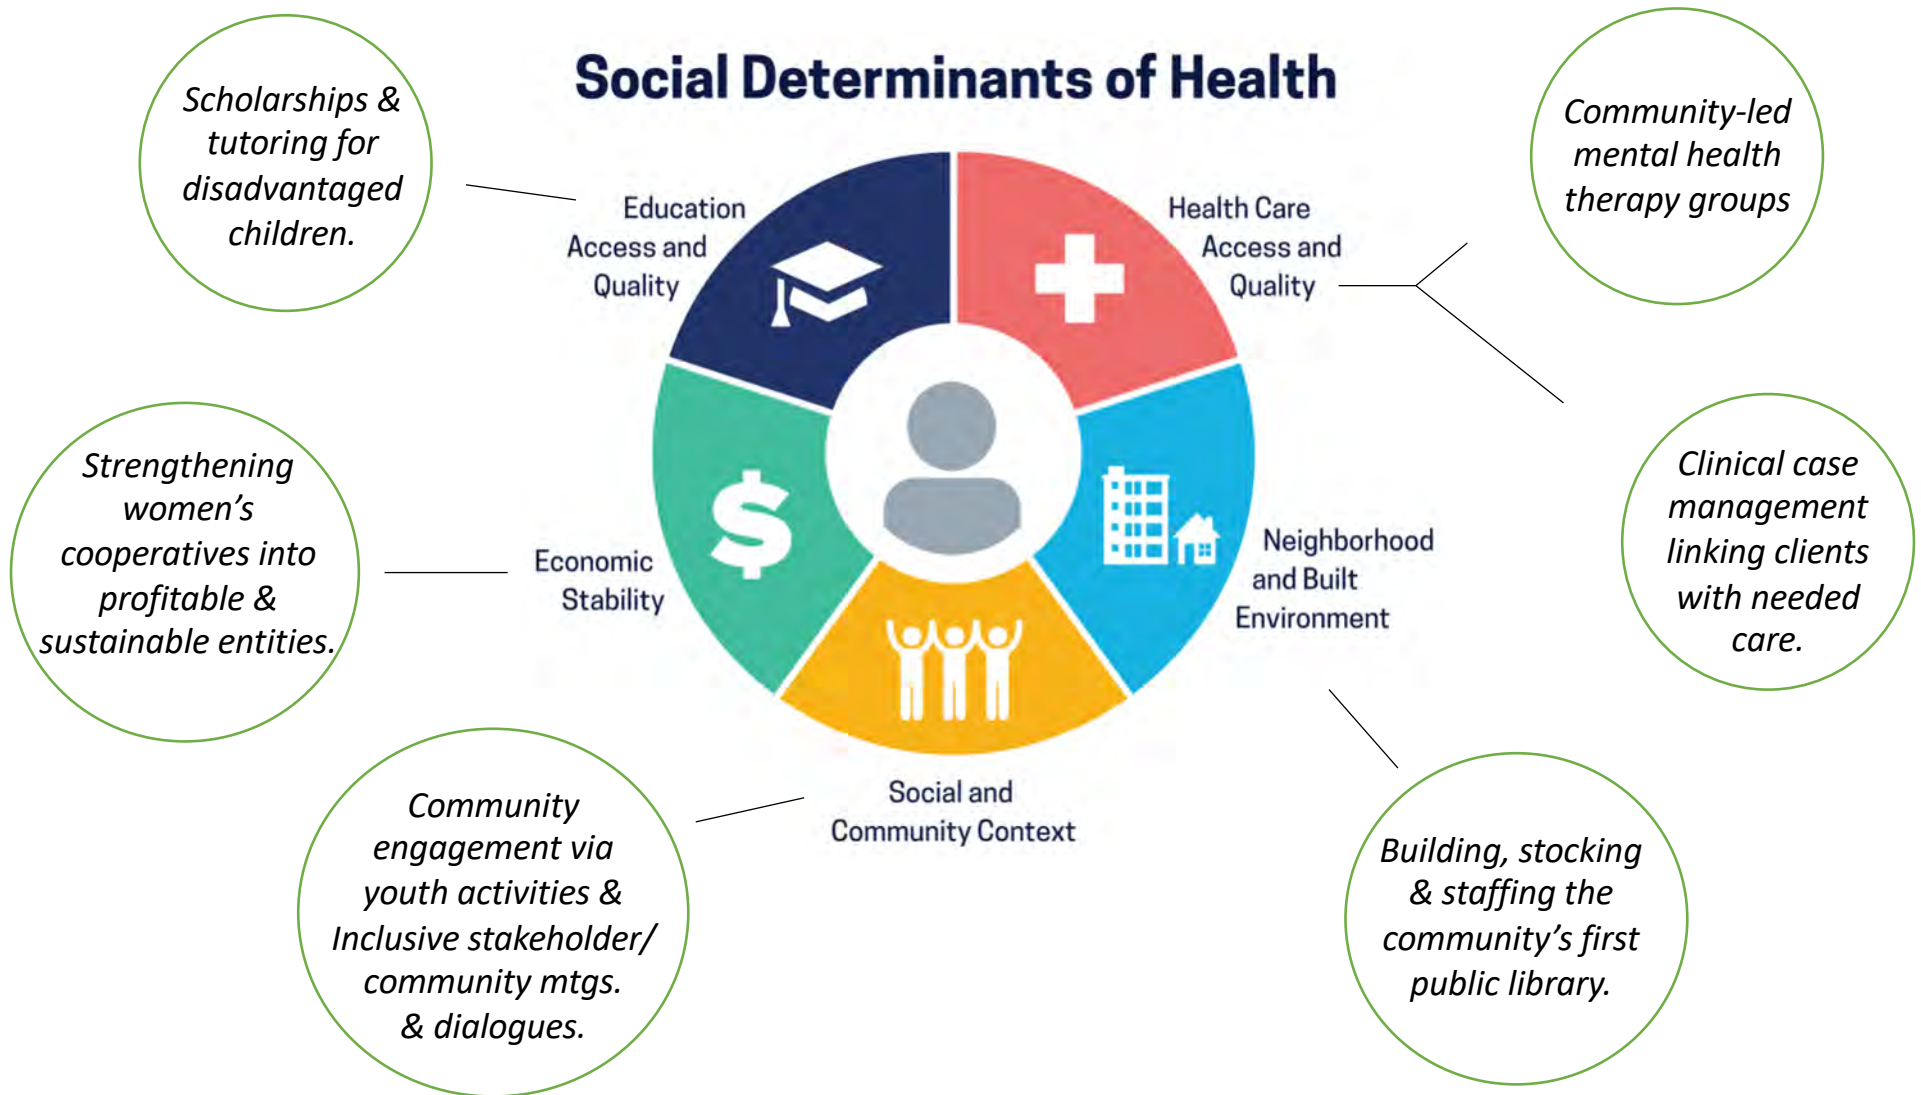 Social Determinants of Health
Scholarships &
tutoring for
disadvantaged
children.
Education
Access and
Quality
Health Care
Access and
Quality
Community-led
mental health
therapy groups
Strengthening
women’s
cooperatives into
profitable &
sustainable entities.
Economic
Stability
$
Neighborhood
and Built
Environment
Clinical case
management
linking clients
with needed
care.
Community
engagement via
youth activities &
Inclusive stakeholder/
community mtgs.
& dialogues.
Social and
Community Context
Building, stocking
& staffing the
community’s first
public library.